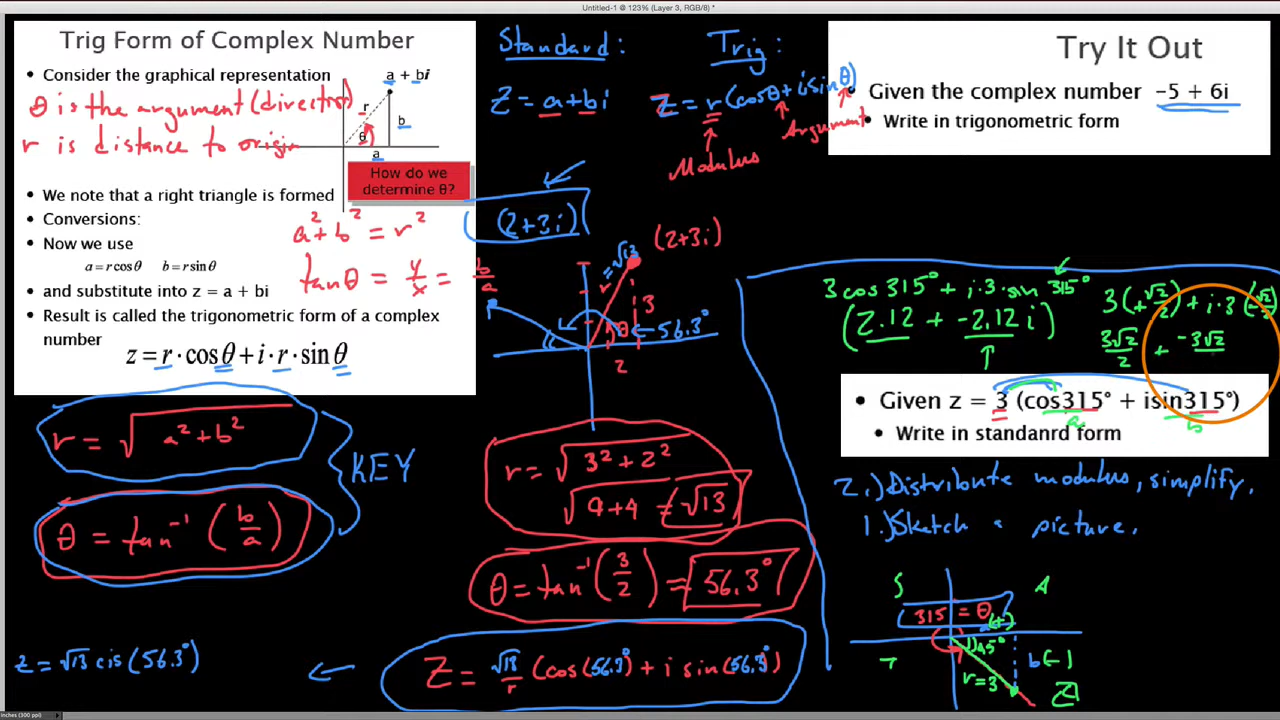 Untitled-1 @ 123% (Layer 3, RGB/8) *
Trig Form of Complex Number
• Consider the graphical representation
a + bi
θ is the argument (direction)
r is distance to origin
r
b
θ
a
How do we
determine θ?
• We note that a right triangle is formed
• Conversions:
a² + b² = r²
• Now we use
a = r cos θ b = r sin θ
tanθ = y/x = b/a
• and substitute into z = a + bi
• Result is called the trigonometric form of a complex
number
z = r · cos θ + i · r · sin θ
r = √a² + b²
θ = tan⁻¹ (b/a)
KEY
z = √13 cis (56.3°)
Standard:
z = a + bi
Trig:
z = r (cosθ + i sinθ)
Argument
Modulus
(2+3i)
(2+3i)
r = √13
3
θ
56.3°
2
r = √3² + 2²
√9+4 = √13
θ = tan⁻¹ (3/2) = 56.3°
z = √13 (cos(56.3°) + i sin(56.3°))
r
Try It Out
Given the complex number -5 + 6i
• Write in trigonometric form
3 cos 315° + i·3·sin 315°
(2.12 + -2.12 i)
3(+√2/2) + i·3(-√2/2)
3√2/2 + -3√2/2
• Given z = 3 (cos315° + isin315°)
a b
• Write in standanrd form
2.) Distribute modulus, simplify.
1.) Sketch a picture.
S A
315 = θ
a(+)
45°
b(-)
r=3